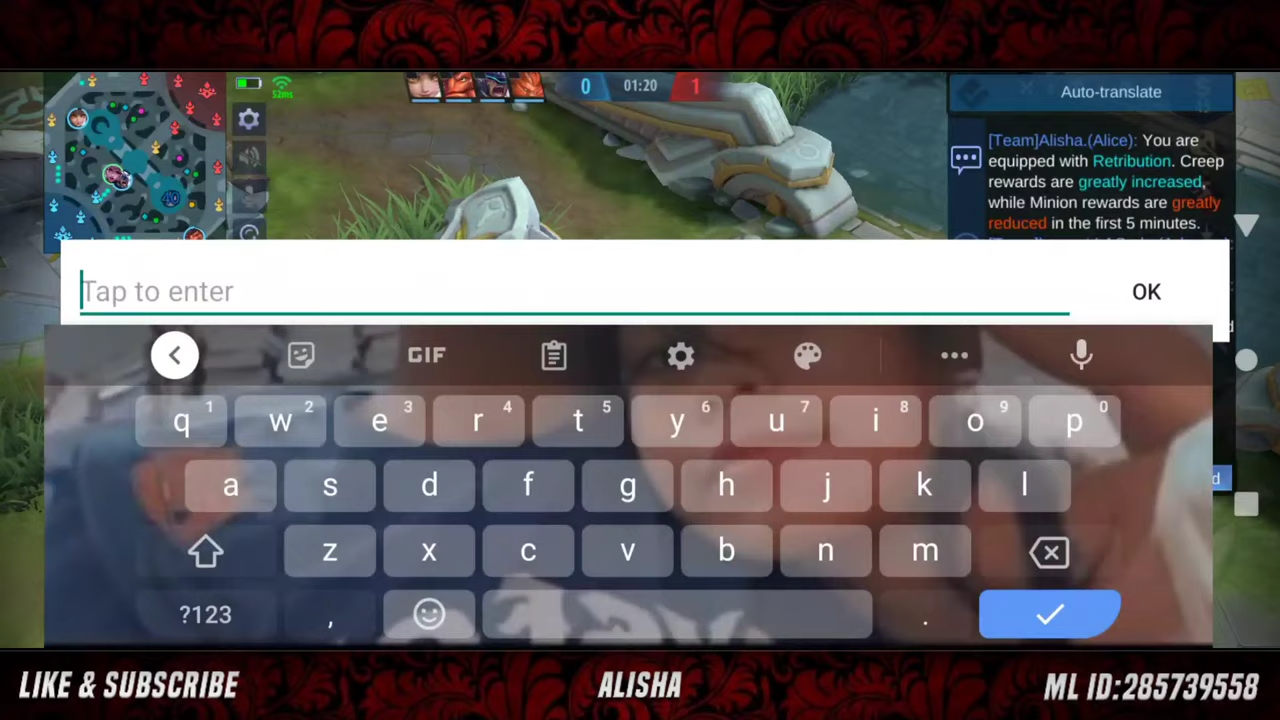 52ms
0
01:20
1
Auto-translate
[Team]Alisha.(Alice): You are
equipped with Retribution. Creep
rewards are greatly increased,
while Minion rewards are greatly
reduced in the first 5 minutes.
Tap to enter
OK
GIF
q 1 w 2 e 3 r 4 t 5 y 6 u 7 i 8 o 9 p 0
a s d f g h j k l
z x c v b n m
?123 , .
LIKE & SUBSCRIBE
ALISHA
ML ID:285739558